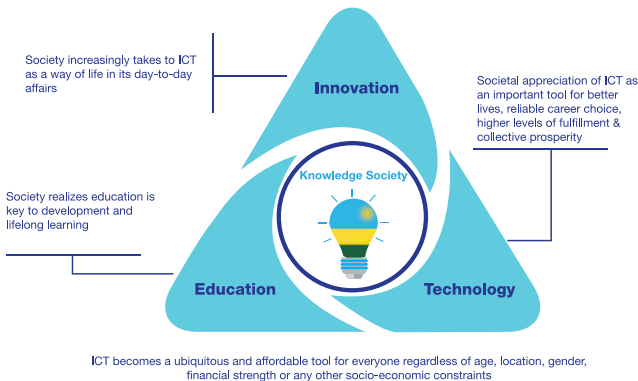 Society increasingly takes to ICT
as a way of life in its day-to-day
affairs
Innovation
Societal appreciation of ICT as
an important tool for better
lives, reliable career choice,
higher levels of fulfillment &
collective prosperity
Knowledge Society
Society realizes education is
key to development and
lifelong learning
Education
Technology
ICT becomes a ubiquitous and affordable tool for everyone regardless of age, location, gender,
financial strength or any other socio-economic constraints